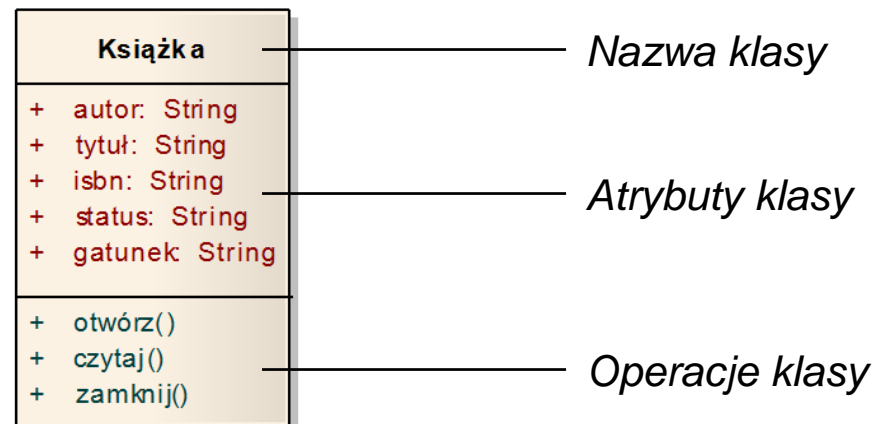 Książka
Nazwa klasy
+ autor: String
+ tytuł: String
+ isbn: String
+ status: String
+ gatunek: String
Atrybuty klasy
+ otwórz()
+ czytaj()
+ zamknij()
Operacje klasy